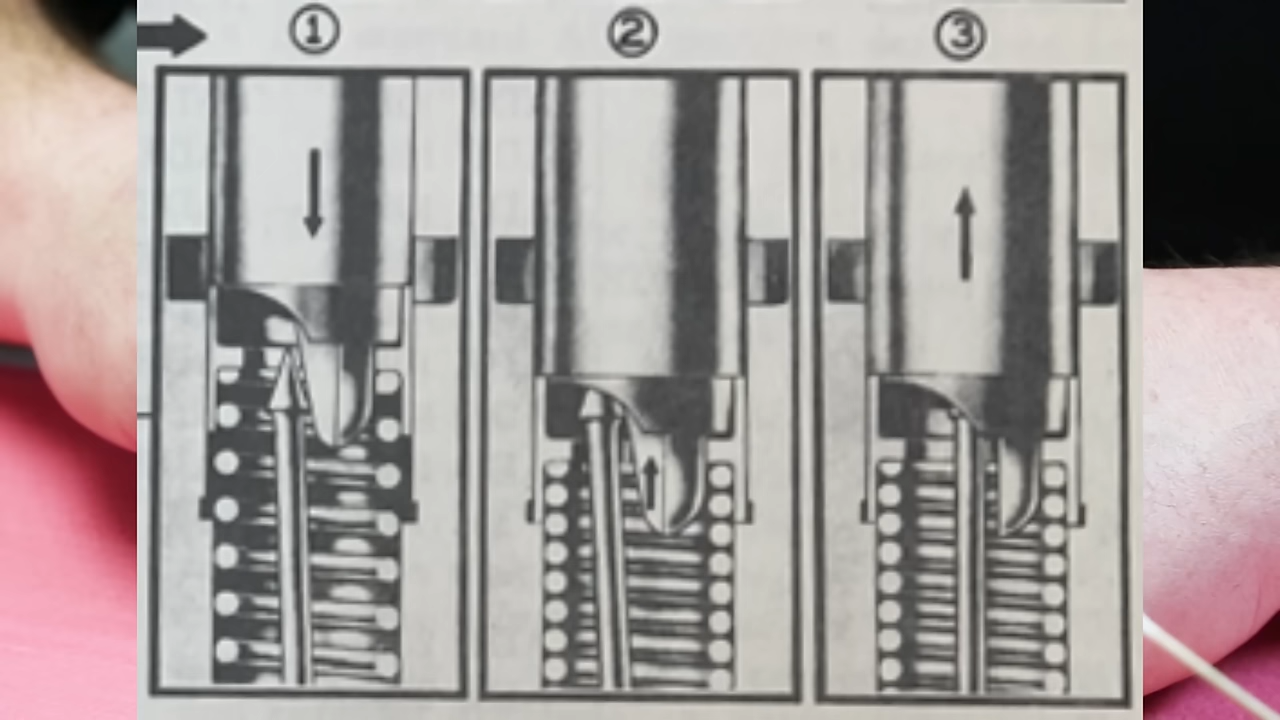 ① ② ③